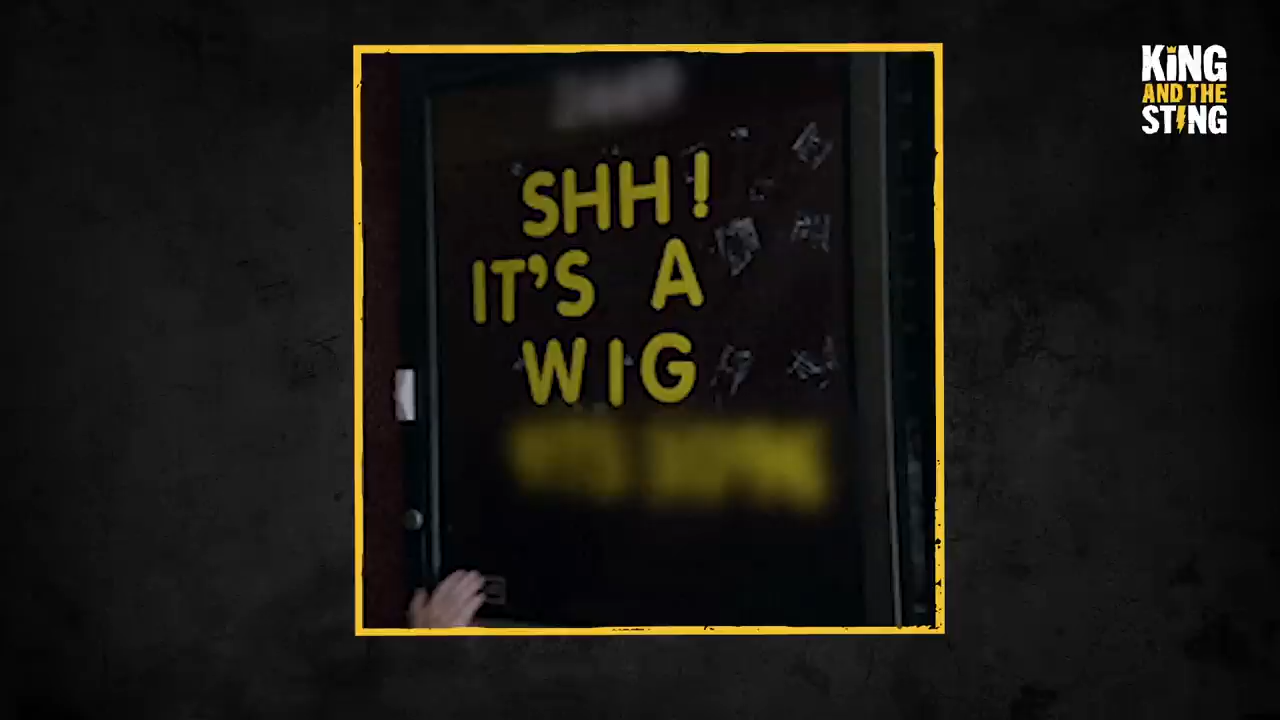 SHH!
IT'S A
WIG
KING
AND THE
STING